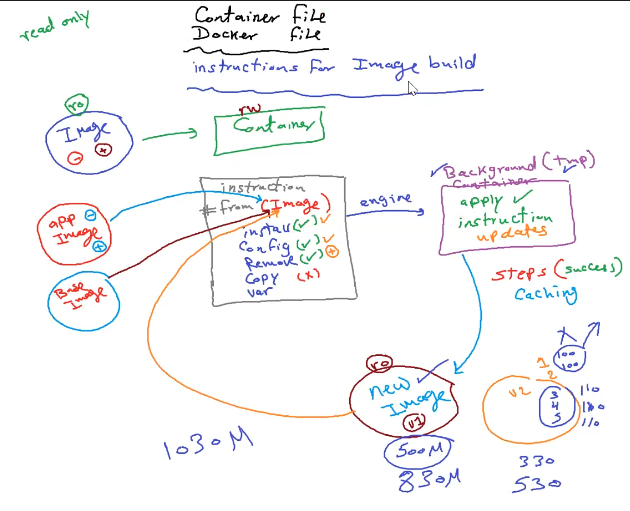 read only
Container file
Docker file
instructions for Image build
ro
Image
- +
rw
Container
instruction
# from (Image)
install (✓) ✓
Config (✓) ✓
Remove (✓) +
Copy (x)
var
app -
Image
+
Base
Image
engine
✓ Background (tmp)
Container ✓
apply ✓
instruction
updates
Steps (success)
Caching
ro
new ✓
Image
v1
500M
830M
1030M
x
100
100
1
2
v2
3
4
5
110
110
330
530